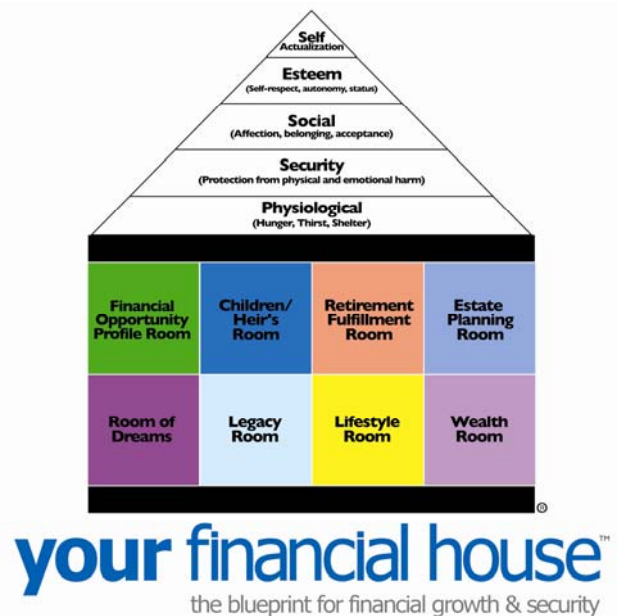 Self
Actualization
Esteem
(Self-respect, autonomy, status)
Social
(Affection, belonging, acceptance)
Security
(Protection from physical and emotional harm)
Physiological
(Hunger, Thirst, Shelter)
Financial
Opportunity
Profile Room
Children/
Heir's
Room
Retirement
Fulfillment
Room
Estate
Planning
Room
Room of
Dreams
Legacy
Room
Lifestyle
Room
Wealth
Room
®
your financial house™
the blueprint for financial growth & security